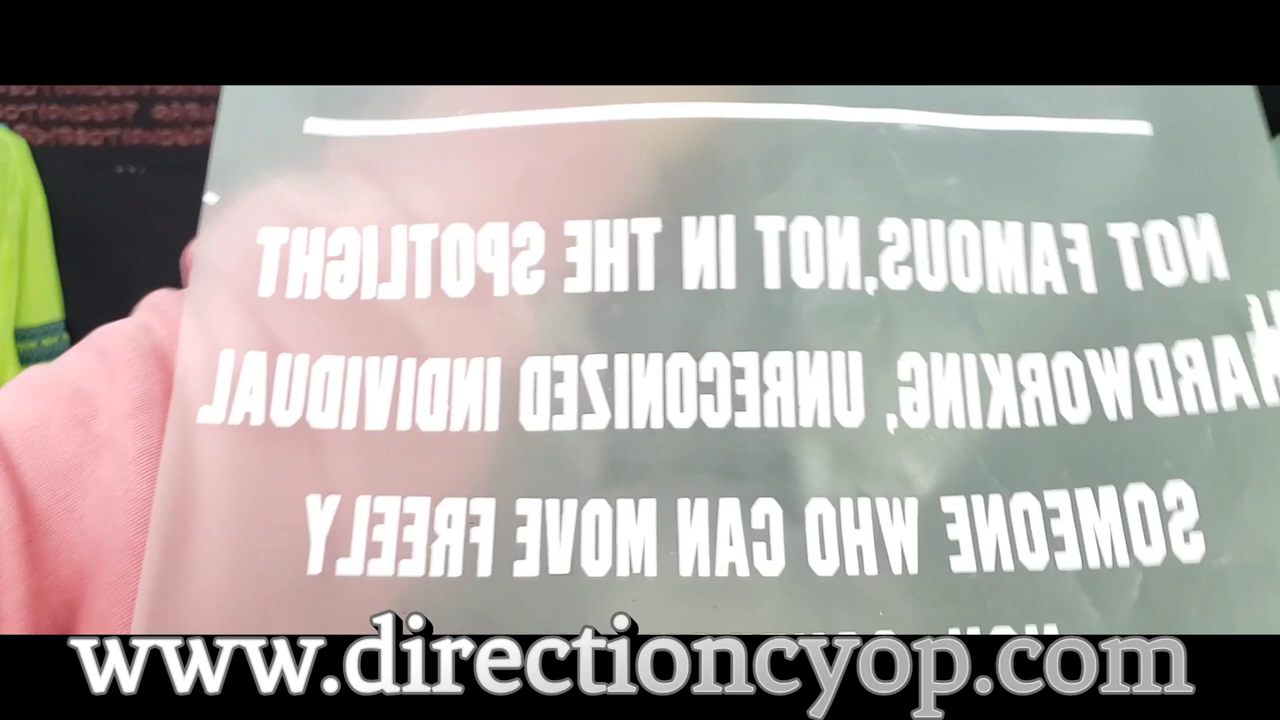 NOT FAMOUS, NOT IN THE SPOTLIGHT
HARDWORKING, UNRECONIZED INDIVIDUAL
SOMEONE WHO CAN MOVE FREELY
www.directioncyop.com